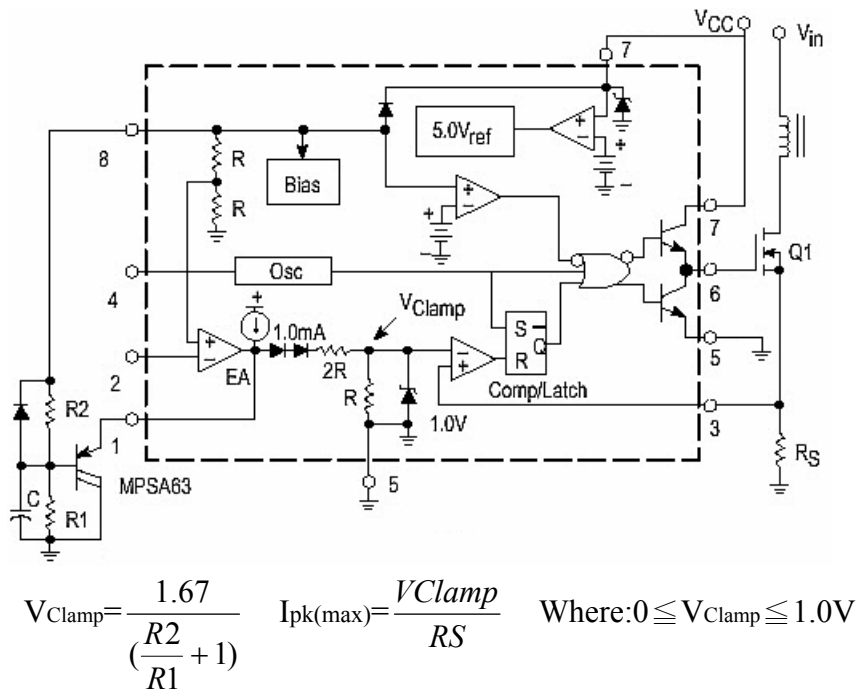 VCC
Vin
7
8
R
Bias
5.0Vref
+
−
+
−
R
+
−
+
−
7
Q1
4
Osc
6
+
VClamp
1.0mA
S
Q
R
5
2
+
−
EA
2R
−
+
Comp/Latch
R
1.0V
3
R2
1
MPSA63
5
RS
C
R1
VClamp=1.67/(R2/R1+1) Ipk(max)=VClamp/RS Where:0≦VClamp≦1.0V